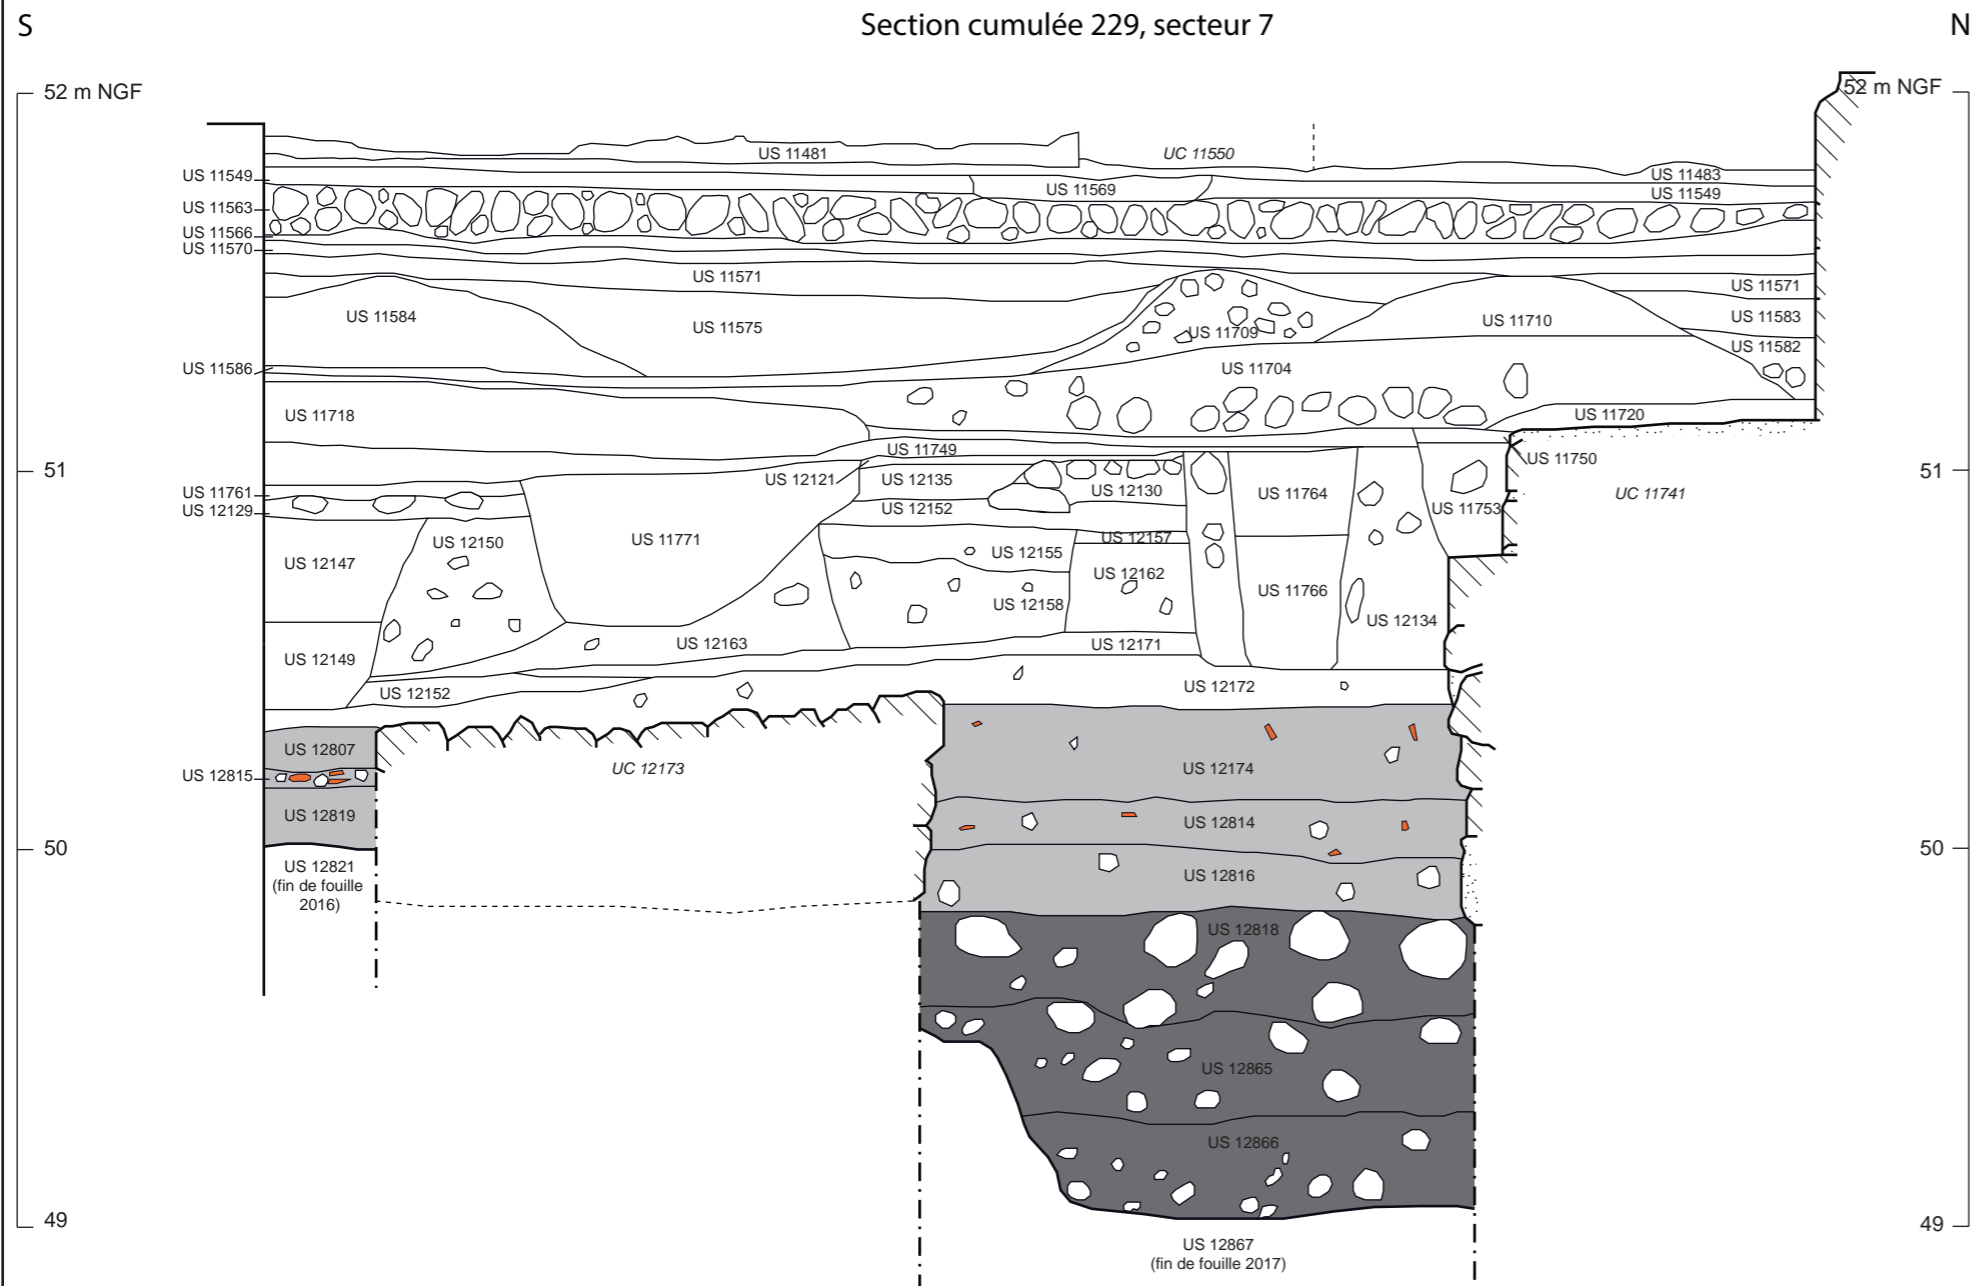 S
Section cumulée 229, secteur 7
N
52 m NGF
52 m NGF
US 11481
UC 11550
US 11549
US 11483
US 11569
US 11549
US 11563
US 11566
US 11570
US 11571
US 11571
US 11584
US 11575
US 11709
US 11710
US 11583
US 11582
US 11586
US 11704
US 11718
US 11720
US 11749
US 11750
51
51
US 12121
US 12135
US 12130
US 11764
UC 11741
US 11761
US 12129
US 12152
US 11753
US 12150
US 11771
US 12157
US 12147
US 12155
US 12162
US 11766
US 12158
US 12134
US 12149
US 12163
US 12171
US 12152
US 12172
US 12807
US 12815
UC 12173
US 12174
US 12819
US 12814
50
50
US 12821
(fin de fouille
2016)
US 12816
US 12818
US 12865
US 12866
49
49
US 12867
(fin de fouille 2017)